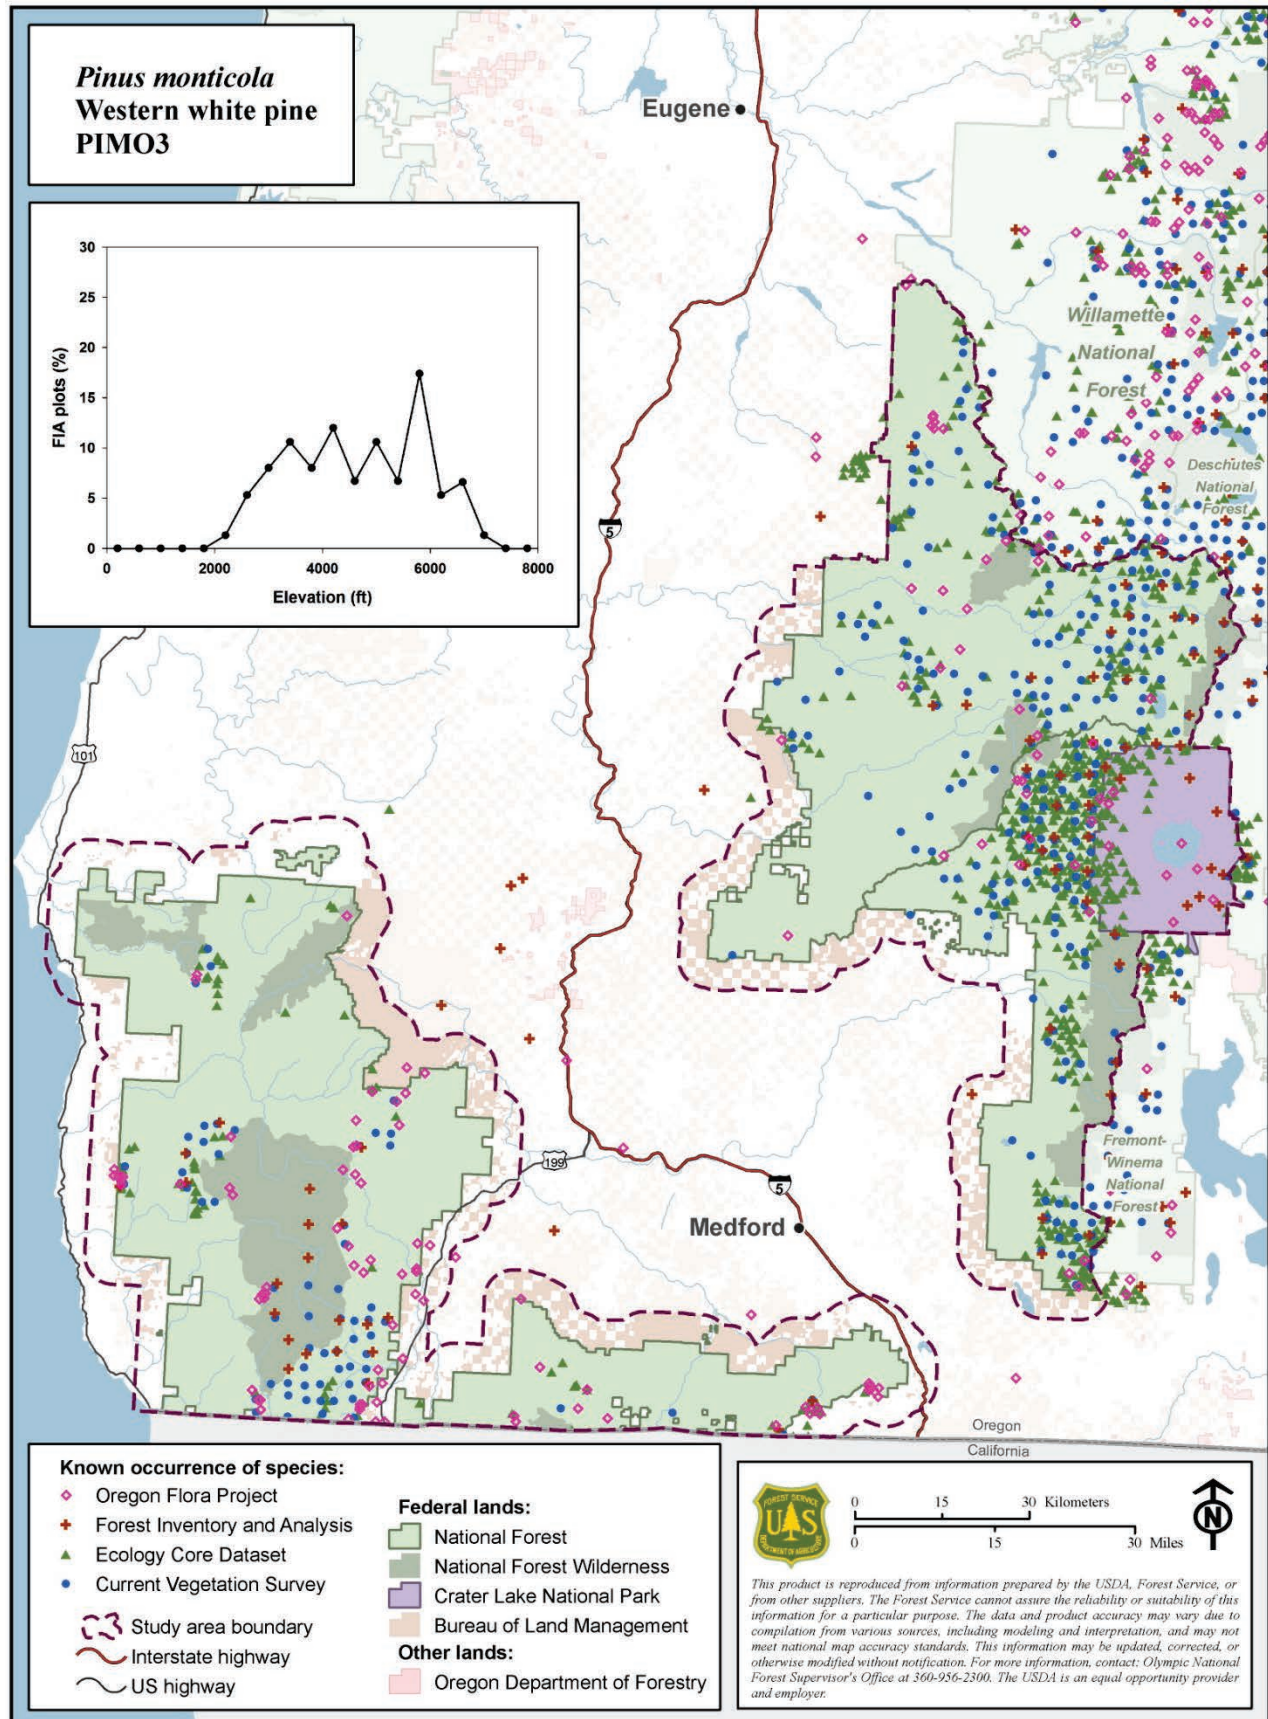 Pinus monticola
Western white pine
PIMO3
30
25
20
15
10
5
0
FIA plots (%)
0 2000 4000 6000 8000
Elevation (ft)
Eugene
Willamette
National
Forest
Deschutes
National
Forest
5
101
199
5
Medford
Fremont-
Winema
National
Forest
Oregon
California
Known occurrence of species:
Oregon Flora Project
Forest Inventory and Analysis
Ecology Core Dataset
Current Vegetation Survey
Study area boundary
Interstate highway
US highway
Federal lands:
National Forest
National Forest Wilderness
Crater Lake National Park
Bureau of Land Management
Other lands:
Oregon Department of Forestry
FOREST SERVICE
UAS
DEPARTMENT OF AGRICULTURE
0 15 30 Kilometers
0 15 30 Miles
N
This product is reproduced from information prepared by the USDA, Forest Service, or
from other suppliers. The Forest Service cannot assure the reliability or suitability of this
information for a particular purpose. The data and product accuracy may vary due to
compilation from various sources, including modeling and interpretation, and may not
meet national map accuracy standards. This information may be updated, corrected, or
otherwise modified without notification. For more information, contact: Olympic National
Forest Supervisor's Office at 360-956-2300. The USDA is an equal opportunity provider
and employer.